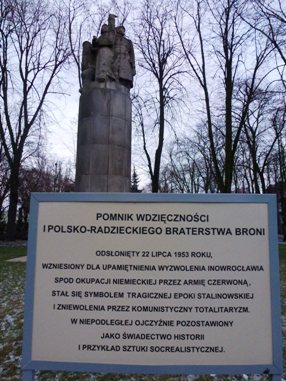 POMNIK WDZIĘCZNOŚCI
I POLSKO-RADZIECKIEGO BRATERSTWA BRONI
ODSŁONIĘTY 22 LIPCA 1953 ROKU,
WZNIESIONY DLA UPAMIĘTNIENIA WYZWOLENIA INOWROCŁAWIA
SPOD OKUPACJI NIEMIECKIEJ PRZEZ ARMIĘ CZERWONĄ,
STAŁ SIĘ SYMBOLEM TRAGICZNEJ EPOKI STALINOWSKIEJ
I ZNIEWOLENIA PRZEZ KOMUNISTYCZNY TOTALITARYZM.
W NIEPODLEGŁEJ OJCZYŹNIE POZOSTAWIONY
JAKO ŚWIADECTWO HISTORII
I PRZYKŁAD SZTUKI SOCREALISTYCZNEJ.